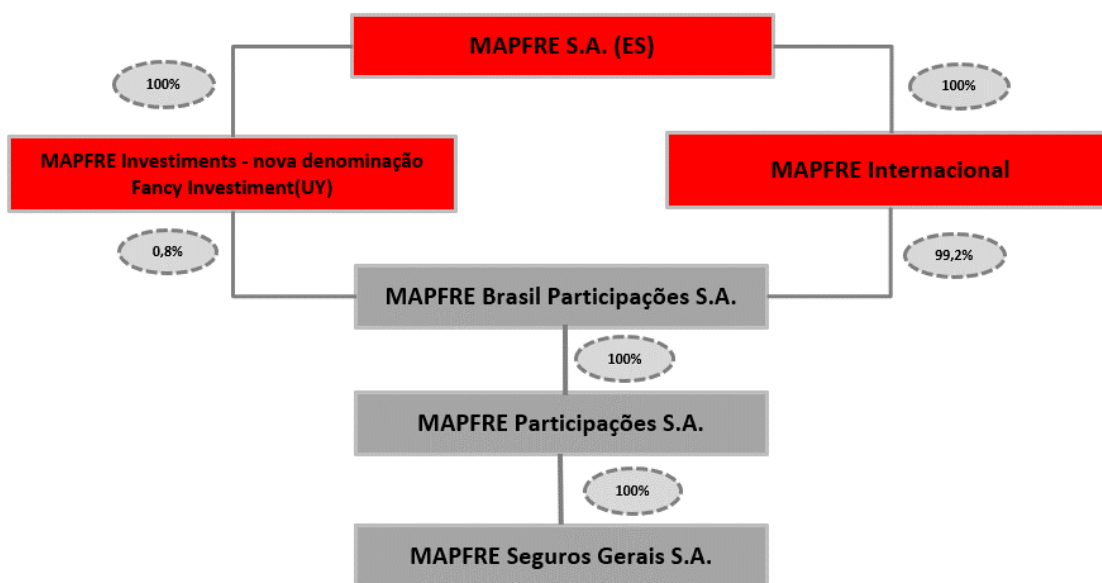 MAPFRE S.A. (ES)
100%
100%
MAPFRE Investiments - nova denominação
Fancy Investiment(UY)
MAPFRE Internacional
0,8%
99,2%
MAPFRE Brasil Participações S.A.
100%
MAPFRE Participações S.A.
100%
MAPFRE Seguros Gerais S.A.